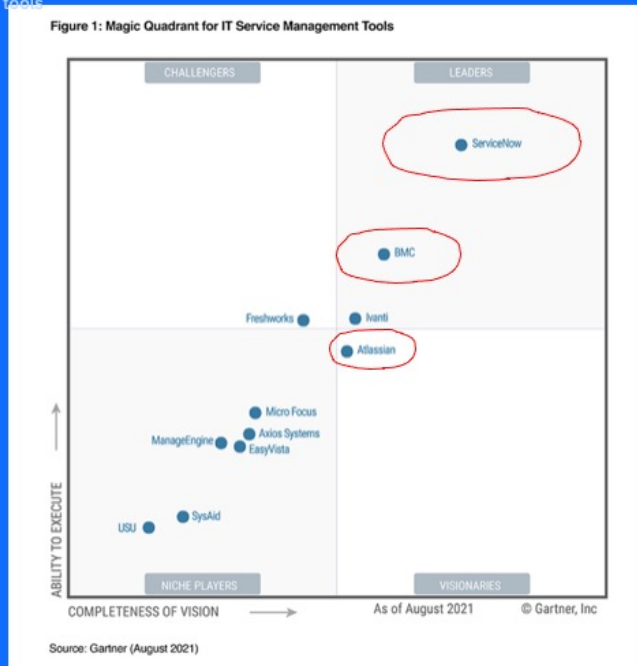 tools
Figure 1: Magic Quadrant for IT Service Management Tools
CHALLENGERS
LEADERS
ServiceNow
BMC
Freshworks
Ivanti
Atlassian
Micro Focus
Axios Systems
ManageEngine
EasyVista
SysAid
USU
ABILITY TO EXECUTE
NICHE PLAYERS
VISIONARIES
COMPLETENESS OF VISION
As of August 2021
© Gartner, Inc
Source: Gartner (August 2021)